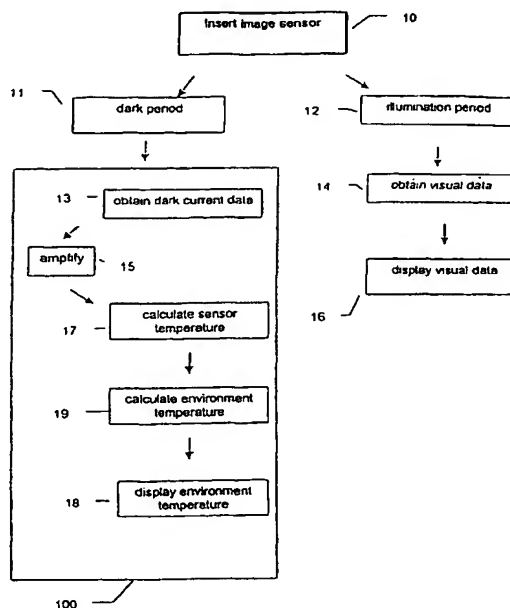 Insert image sensor
10
11
dark period
12
illumination period
13
obtain dark current data
14
obtain visual data
amplify
15
display visual data
16
17
calculate sensor
temperature
19
calculate environment
temperature
18
display environment
temperature
100